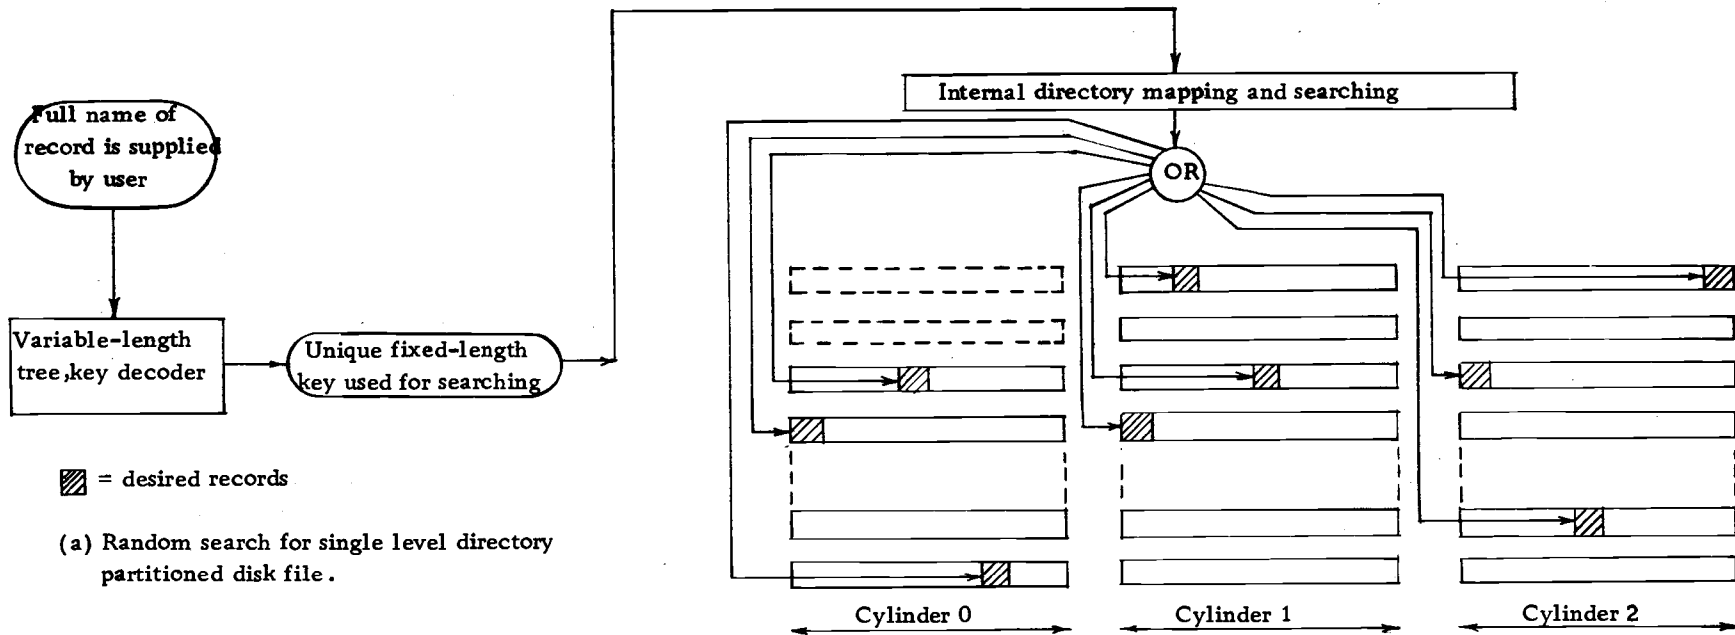 Full name of
record is supplied
by user
Variable-length
tree,key decoder
Unique fixed-length
key used for searching
Internal directory mapping and searching
OR
= desired records
(a) Random search for single level directory
partitioned disk file.
Cylinder 0
Cylinder 1
Cylinder 2